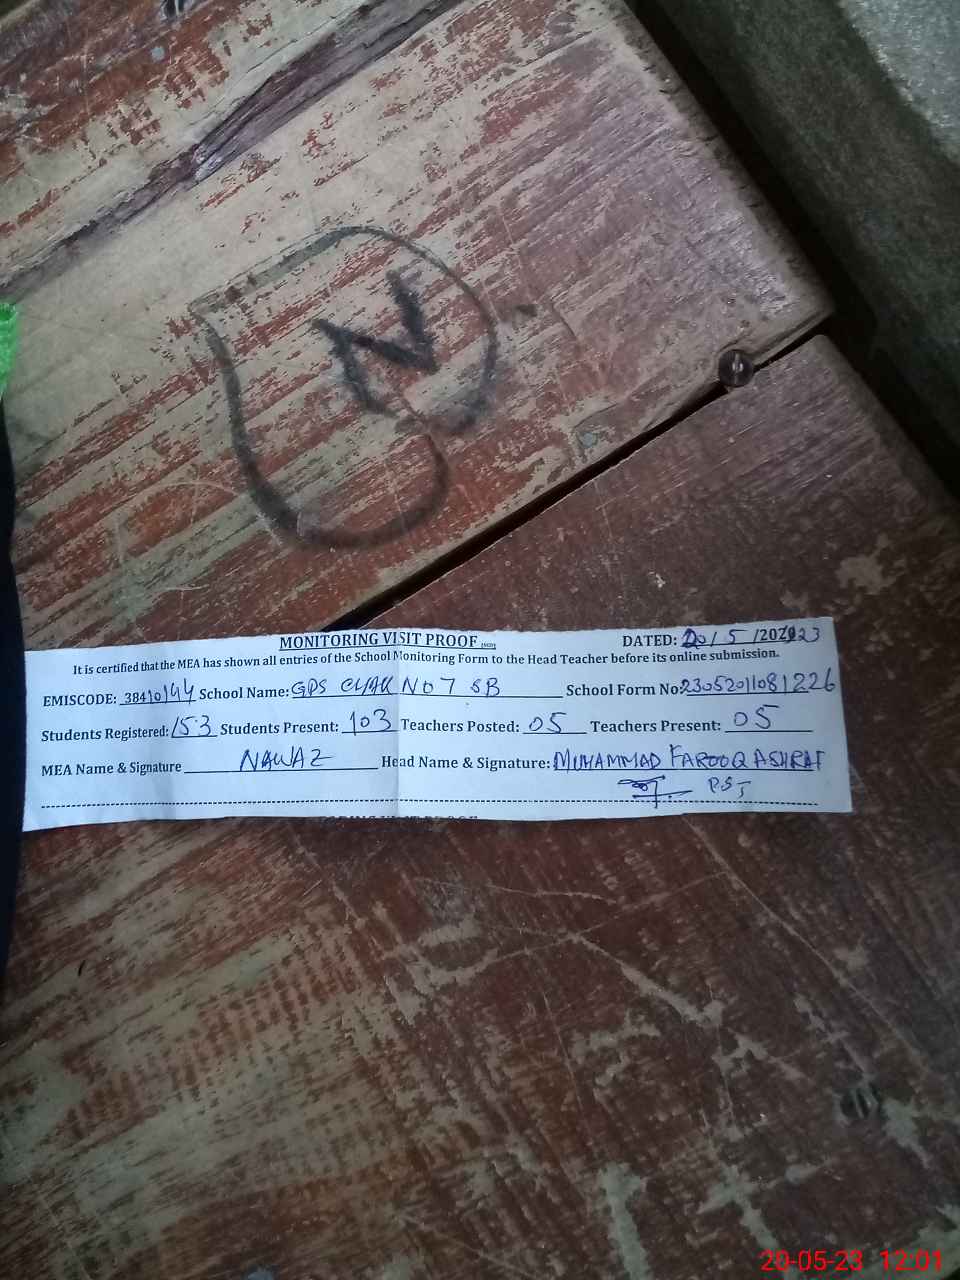 N
MONITORING VISIT PROOF
DATED: 20/5/202023
It is certified that the MEA has shown all entries of the School Monitoring Form to the Head Teacher before its online submission.
EMISCODE: 38410144 School Name: GPS CHAK NO 7 SB School Form No: 2305201108 1226
Students Registered: 153 Students Present: 103 Teachers Posted: 05 Teachers Present: 05
MEA Name & Signature NAWAZ Head Name & Signature: MUHAMMAD FAROOQ ASHRAF
P.S.T
20-05-23 12:01